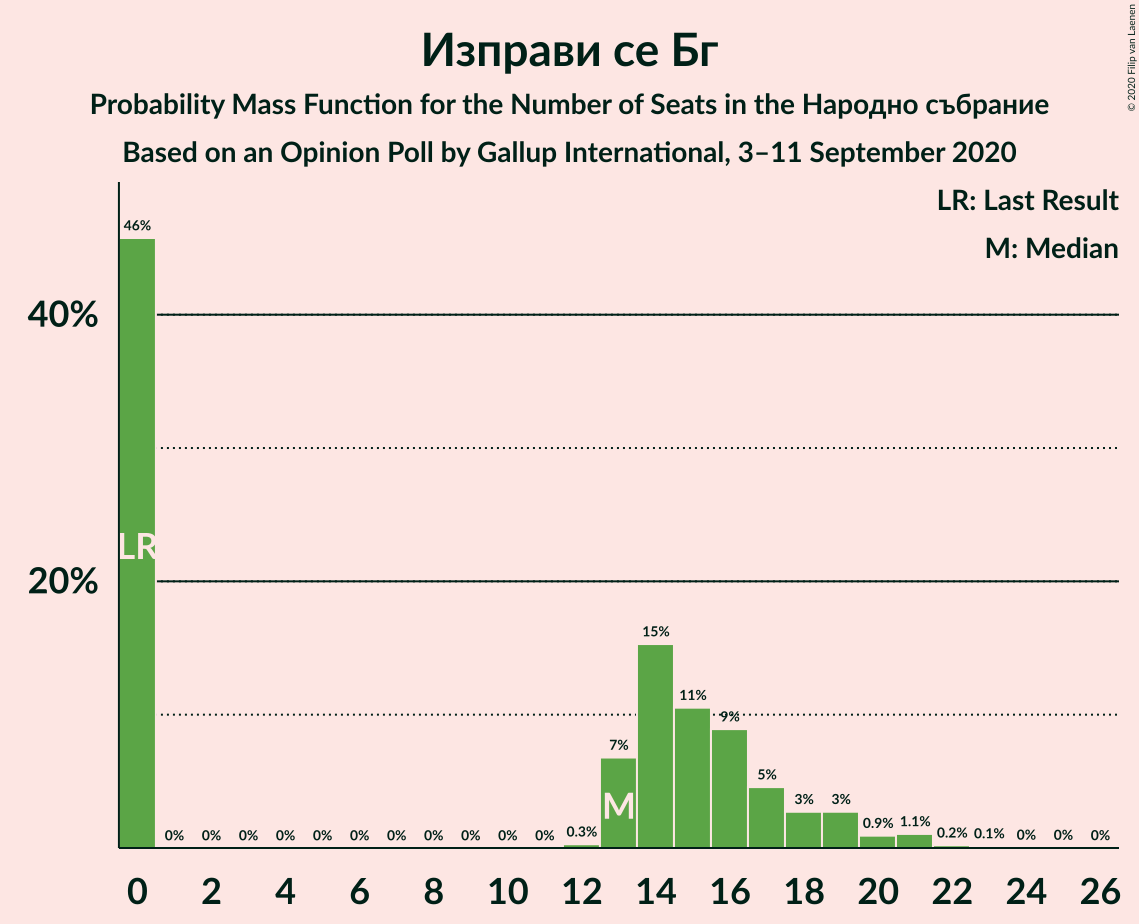 Изправи се Бг
Probability Mass Function for the Number of Seats in the Народно събрание
Based on an Opinion Poll by Gallup International, 3–11 September 2020
© 2020 Filip van Laenen
LR: Last Result
M: Median
46%
40%
LR
20%
15%
11%
9%
7%
5%
3%
3%
M
0% 0% 0% 0% 0% 0% 0% 0% 0% 0% 0% 0.3% 0.9% 1.1% 0.2% 0.1% 0% 0% 0%
0 2 4 6 8 10 12 14 16 18 20 22 24 26